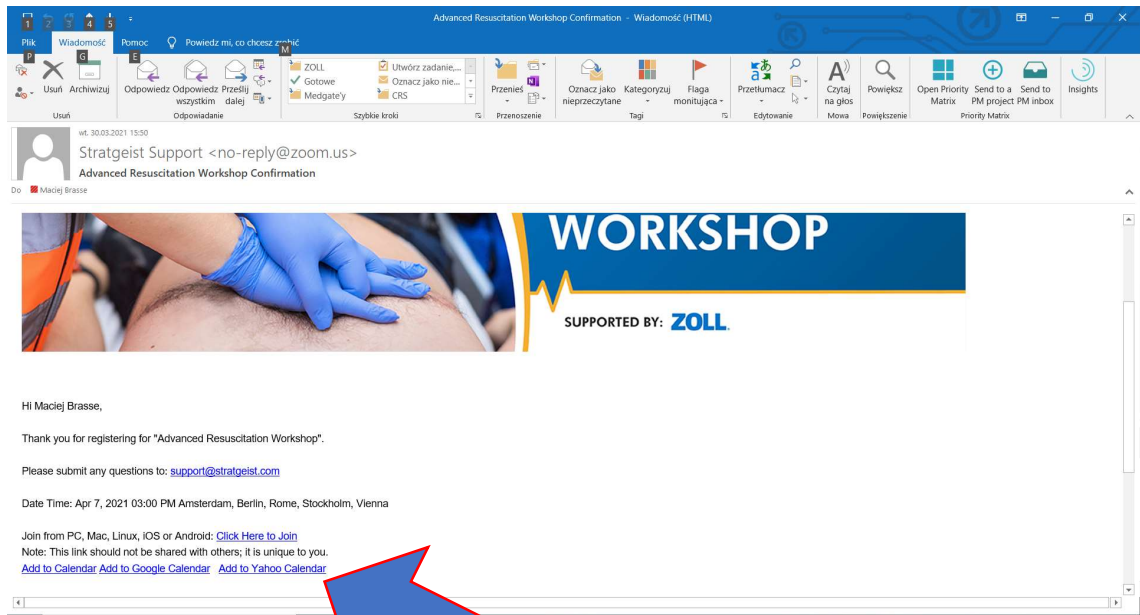 Advanced Resuscitation Workshop Confirmation - Wiadomość (HTML)
1 2 3 4 5
Plik Wiadomość Pomoc Powiedz mi, co chcesz zrobić
P G E M
Usuń Archiwizuj
Odpowiedz Odpowiedz wszystkim Prześlij dalej
ZOLL
Gotowe
Medgate'y
Utwórz zadanie,...
Oznacz jako nie...
CRS
Przenieś
Oznacz jako nieprzeczytane Kategoryzuj Flaga monitująca
Przetłumacz
Czytaj na głos
Powiększ
Open Priority Matrix Send to a PM project Send to PM inbox
Insights
Usuń Odpowiadanie Szybkie kroki Przenoszenie Tagi Edytowanie Mowa Powiększenie Priority Matrix
wt. 30.03.2021 15:50
Stratgeist Support <no-reply@zoom.us>
Advanced Resuscitation Workshop Confirmation
Do Maciej Brasse
WORKSHOP
SUPPORTED BY: ZOLL.
Hi Maciej Brasse,
Thank you for registering for "Advanced Resuscitation Workshop".
Please submit any questions to: support@stratgeist.com
Date Time: Apr 7, 2021 03:00 PM Amsterdam, Berlin, Rome, Stockholm, Vienna
Join from PC, Mac, Linux, iOS or Android: Click Here to Join
Note: This link should not be shared with others; it is unique to you.
Add to Calendar Add to Google Calendar Add to Yahoo Calendar